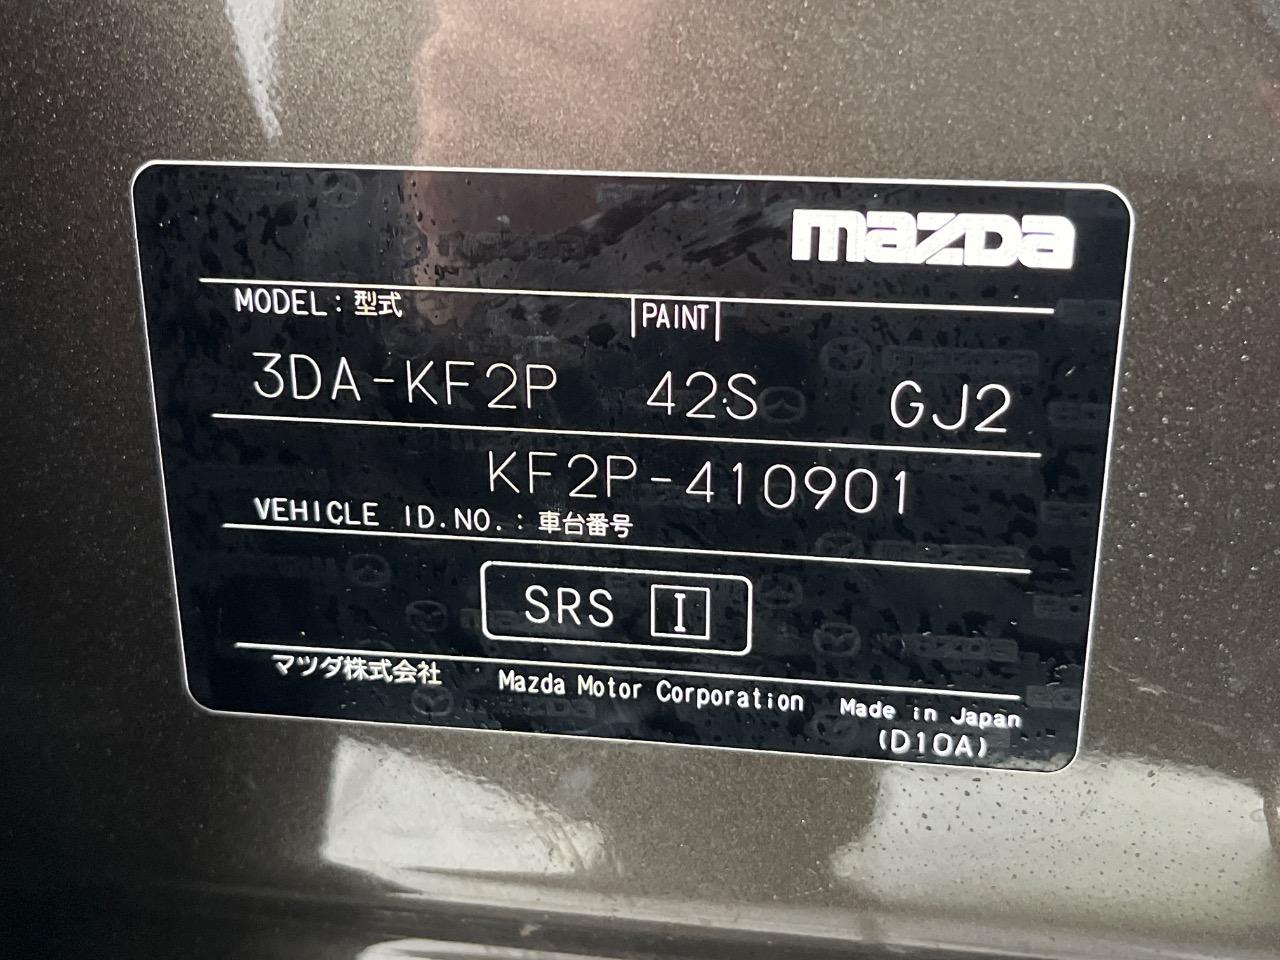 mazda
MODEL : 型式 PAINT
3DA-KF2P 42S GJ2
KF2P-410901
VEHICLE ID.NO. : 車台番号
SRS I
マツダ株式会社 Mazda Motor Corporation Made in Japan
(D10A)